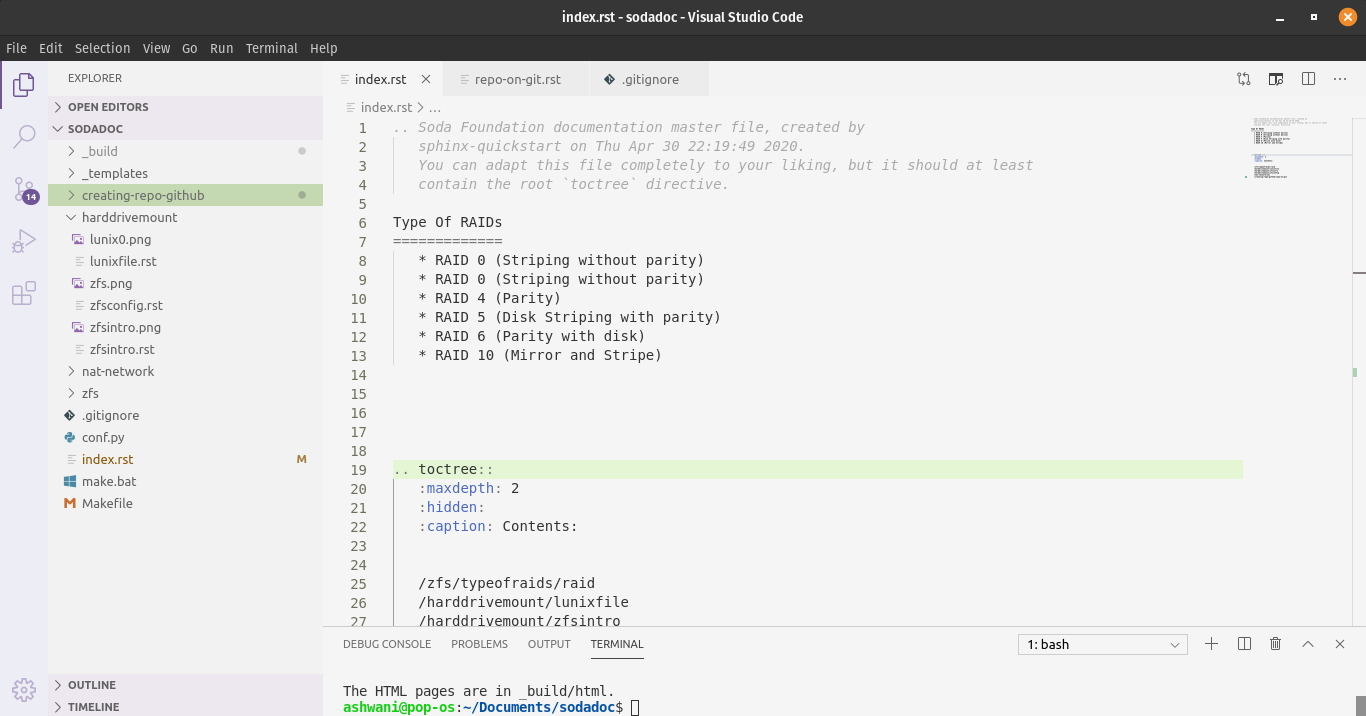 index.rst - sodadoc - Visual Studio Code
File Edit Selection View Go Run Terminal Help
EXPLORER
OPEN EDITORS
SODADOC
_build
_templates
creating-repo-github
harddrivemount
lunix0.png
lunixfile.rst
zfs.png
zfsconfig.rst
zfsintro.png
zfsintro.rst
nat-network
zfs
.gitignore
conf.py
index.rst M
make.bat
Makefile
OUTLINE
TIMELINE
14
index.rst repo-on-git.rst .gitignore
index.rst > ...
1 .. Soda Foundation documentation master file, created by
2 sphinx-quickstart on Thu Apr 30 22:19:49 2020.
3 You can adapt this file completely to your liking, but it should at least
4 contain the root `toctree` directive.
5
6 Type Of RAIDs
7 =============
8 * RAID 0 (Striping without parity)
9 * RAID 0 (Striping without parity)
10 * RAID 4 (Parity)
11 * RAID 5 (Disk Striping with parity)
12 * RAID 6 (Parity with disk)
13 * RAID 10 (Mirror and Stripe)
14
15
16
17
18
19 .. toctree::
20 :maxdepth: 2
21 :hidden:
22 :caption: Contents:
23
24
25 /zfs/typeofraids/raid
26 /harddrivemount/lunixfile
27 /harddrivemount/zfsintro
DEBUG CONSOLE PROBLEMS OUTPUT TERMINAL 1: bash
The HTML pages are in _build/html.
ashwani@pop-os:~/Documents/sodadoc$